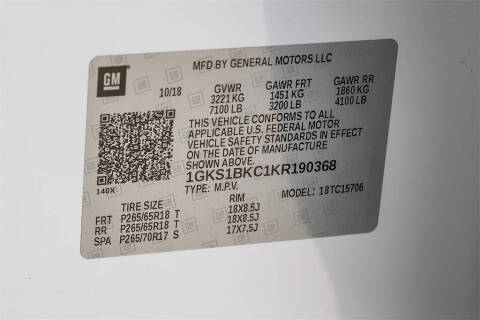 GM
MFD BY GENERAL MOTORS LLC
10/18 GVWR GAWR FRT GAWR RR
3221 KG 1451 KG 1860 KG
7100 LB 3200 LB 4100 LB
THIS VEHICLE CONFORMS TO ALL
APPLICABLE U.S. FEDERAL MOTOR
VEHICLE SAFETY STANDARDS IN EFFECT
ON THE DATE OF MANUFACTURE
SHOWN ABOVE.
1GKS1BKC1KR190368
140X TYPE: M.P.V. MODEL: 18TC15706
TIRE SIZE RIM
FRT P265/65R18 T 18X8.5J
RR P265/65R18 T 18X8.5J
SPA P265/70R17 S 17X7.5J